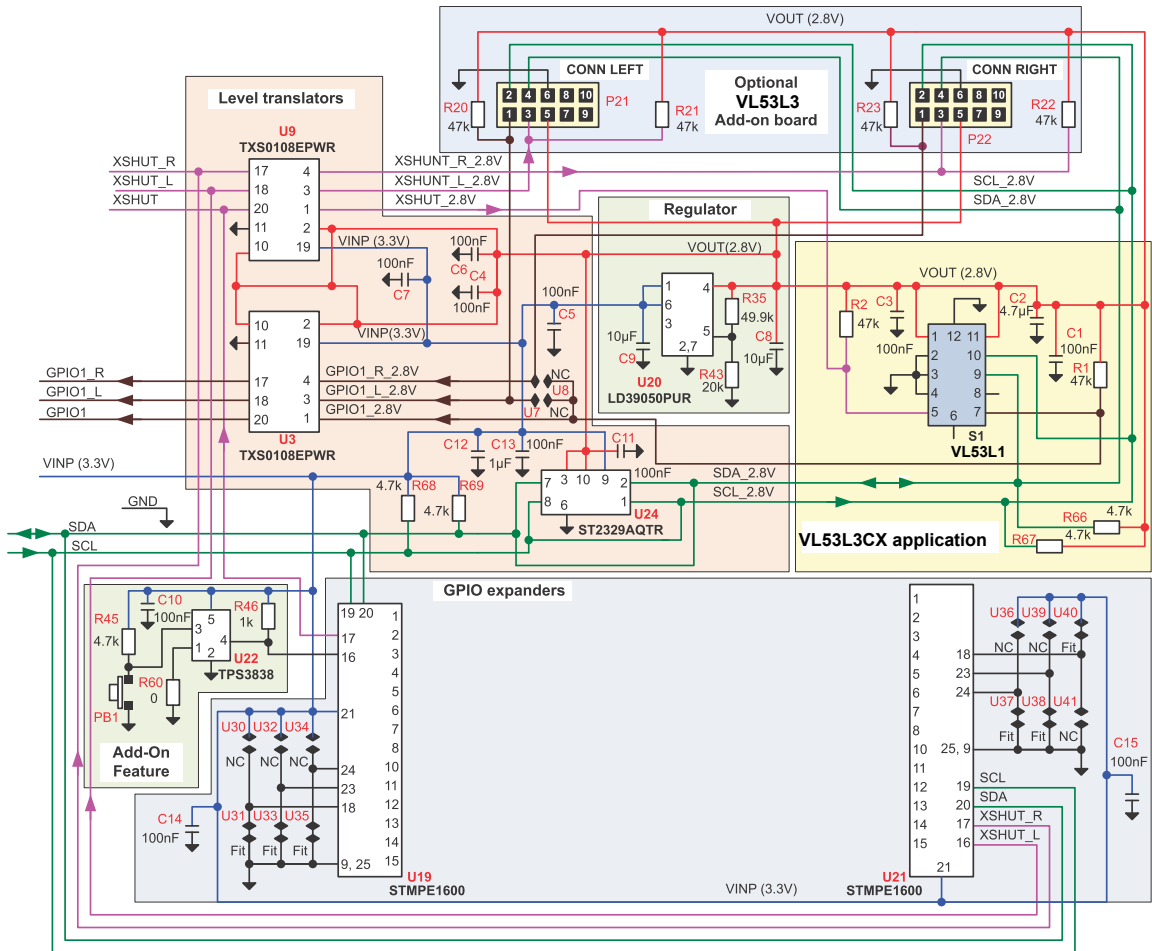 VOUT (2.8V)
CONN LEFT
CONN RIGHT
Optional
VL53L3
Add-on board
2 4 6 8 10
1 3 5 7 9
P21
R20
47k
R21
47k
R23
47k
2 4 6 8 10
1 3 5 7 9
P22
R22
47k
Level translators
U9
TXS0108EPWR
XSHUT_R
XSHUT_L
XSHUT
17
18
20
11
10
4
3
1
2
19
XSHUNT_R_2.8V
XSHUNT_L_2.8V
XSHUT_2.8V
VINP (3.3V)
SCL_2.8V
SDA_2.8V
100nF
C6
C4
100nF
100nF
C7
VINP(3.3V)
100nF
C5
Regulator
VOUT(2.8V)
1
6
3
4
5
2,7
R35
49.9k
R43
20k
10µF
C9
C8
10µF
U20
LD39050PUR
VOUT (2.8V)
R2
47k
C3
100nF
C2
4.7µF
C1
100nF
R1
47k
12
11
1
2
3
4
5
6
10
9
8
7
S1
VL53L1
10
11
2
19
17
18
20
4
3
1
GPIO1_R
GPIO1_L
GPIO1
GPIO1_R_2.8V
GPIO1_L_2.8V
GPIO1_2.8V
NC
U8
U7
NC
U3
TXS0108EPWR
VINP (3.3V)
4.7k
R68
R69
4.7k
C12
C13
100nF
1µF
C11
100nF
3 10 9
7
8
6
2
1
U24
ST2329AQTR
SDA_2.8V
SCL_2.8V
4.7k
R66
4.7k
R67
VL53L3CX application
GND
SDA
SCL
GPIO expanders
C10
100nF
R45
4.7k
R46
1k
5
3
1
4
2
U22
TPS3838
R60
0
PB1
Add-On
Feature
19 20
17
16
21
24
23
18
9, 25
1
2
3
4
5
6
7
8
10
11
12
13
14
15
U30
U32
U34
NC
NC
U31
U33
U35
Fit
Fit
Fit
C14
100nF
U19
STMPE1600
1
2
3
4
5
6
7
8
10
11
12
13
14
15
18
23
24
25, 9
19
20
17
16
21
U36
U39
U40
NC
NC
Fit
U37
U38
U41
Fit
Fit
NC
C15
100nF
SCL
SDA
XSHUT_R
XSHUT_L
VINP (3.3V)
U21
STMPE1600